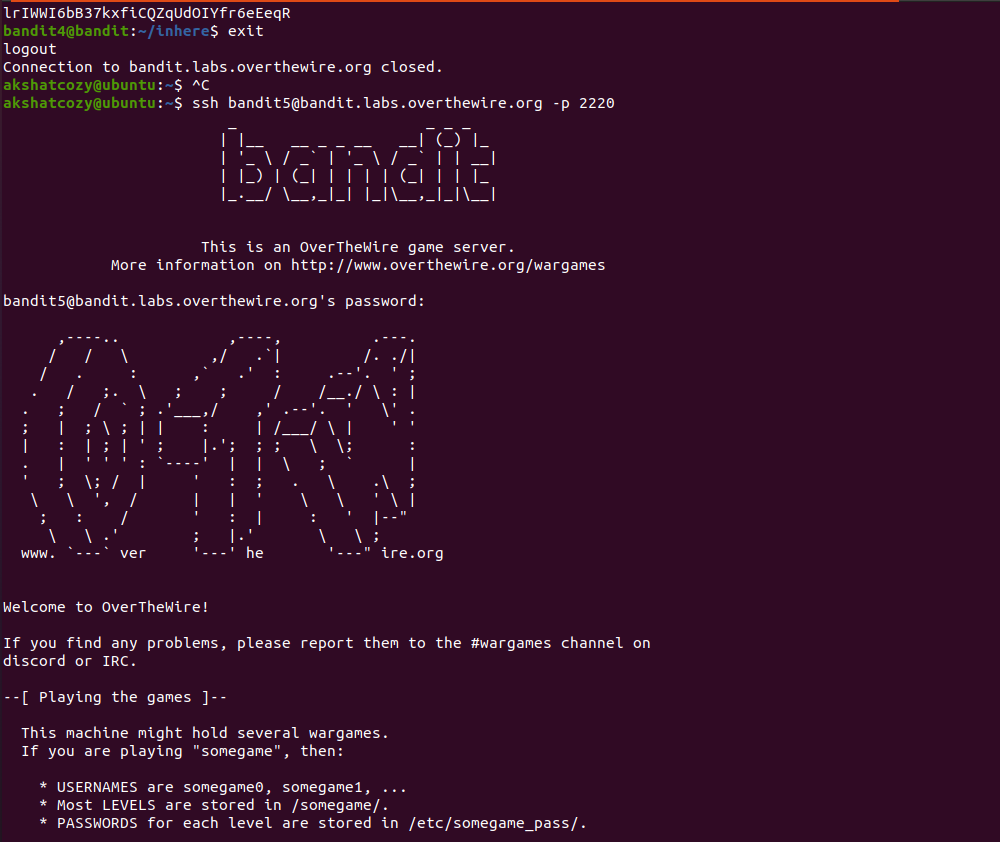 lrIWWI6bB37kxfiCQZqUdOIYfr6eEeqR
bandit4@bandit:~/inhere$ exit
logout
Connection to bandit.labs.overthewire.org closed.
akshatcozy@ubuntu:~$ ^C
akshatcozy@ubuntu:~$ ssh bandit5@bandit.labs.overthewire.org -p 2220
bandit
This is an OverTheWire game server.
More information on http://www.overthewire.org/wargames
bandit5@bandit.labs.overthewire.org's password:
www. `---` ver '---' he '---" ire.org
Welcome to OverTheWire!
If you find any problems, please report them to the #wargames channel on
discord or IRC.
--[ Playing the games ]--
This machine might hold several wargames.
If you are playing "somegame", then:
* USERNAMES are somegame0, somegame1, ...
* Most LEVELS are stored in /somegame/.
* PASSWORDS for each level are stored in /etc/somegame_pass/.